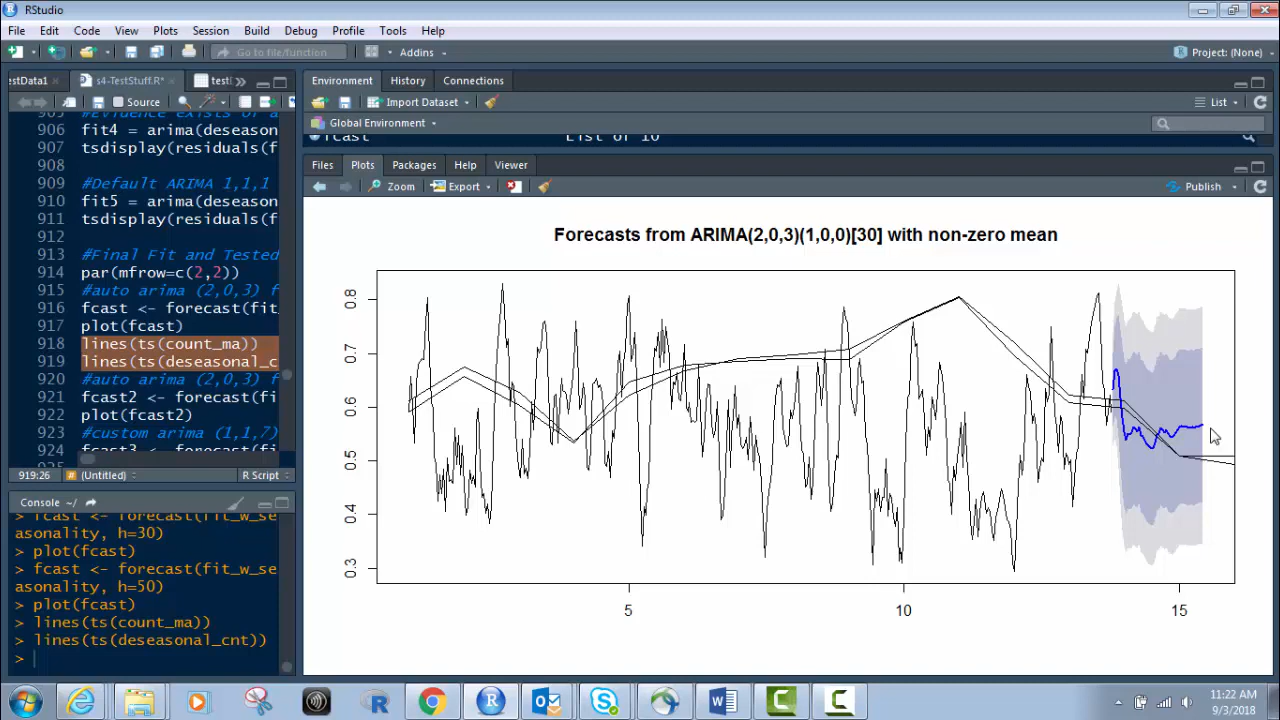 RStudio
File Edit Code View Plots Session Build Debug Profile Tools Help
Go to file/function Addins Project: (None)
estData1 s4-TestStuff.R* test
Source
906 fit4 = arima(deseason
907 tsdisplay(residuals(f
908
909 #Default ARIMA 1,1,1
910 fit5 = arima(deseason
911 tsdisplay(residuals(f
912
913 #Final Fit and Tested
914 par(mfrow=c(2,2))
915 #auto arima (2,0,3) f
916 fcast <- forecast(fit_
917 plot(fcast)
918 lines(ts(count_ma))
919 lines(ts(deseasonal_c
920 #auto arima (2,0,3) f
921 fcast2 <- forecast(fi
922 plot(fcast2)
923 #custom arima (1,1,7)
924
919:26 (Untitled) R Script
Console ~/
> fcast <- forecast(fit_w_se
asonality, h=30)
> plot(fcast)
> fcast <- forecast(fit_w_se
asonality, h=50)
> plot(fcast)
> lines(ts(count_ma))
> lines(ts(deseasonal_cnt))
>
Environment History Connections
Import Dataset List
Global Environment
fcast List of 10
Files Plots Packages Help Viewer
Zoom Export Publish
Forecasts from ARIMA(2,0,3)(1,0,0)[30] with non-zero mean
0.8
0.7
0.6
0.5
0.4
0.3
5 10 15
11:22 AM
9/3/2018